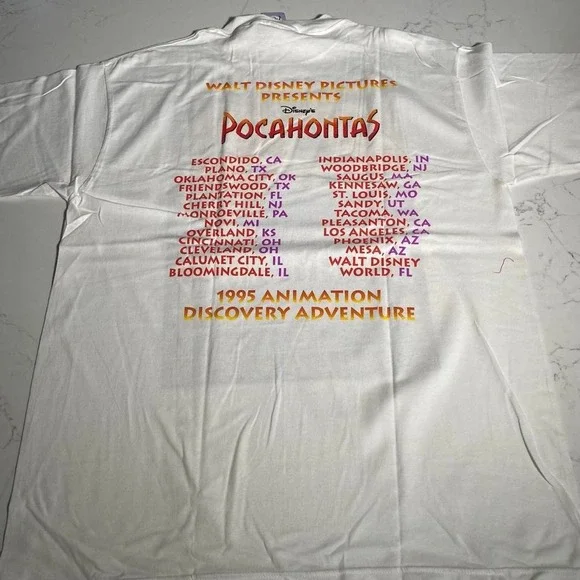 WALT DISNEY PICTURES
PRESENTS
Disney's
POCAHONTAS
ESCONDIDO, CA
PLANO, TX
OKLAHOMA CITY, OK
FRIENDSWOOD, TX
PLANTATION, FL
CHERRY HILL, NJ
MONROEVILLE, PA
NOVI, MI
OVERLAND, KS
CINCINNATI, OH
CLEVELAND, OH
CALUMET CITY, IL
BLOOMINGDALE, IL
INDIANAPOLIS, IN
WOODBRIDGE, NJ
SAUGUS, MA
KENNESAW, GA
ST. LOUIS, MO
SANDY, UT
TACOMA, WA
PLEASANTON, CA
LOS ANGELES, CA
PHOENIX, AZ
MESA, AZ
WALT DISNEY
WORLD, FL
1995 ANIMATION
DISCOVERY ADVENTURE